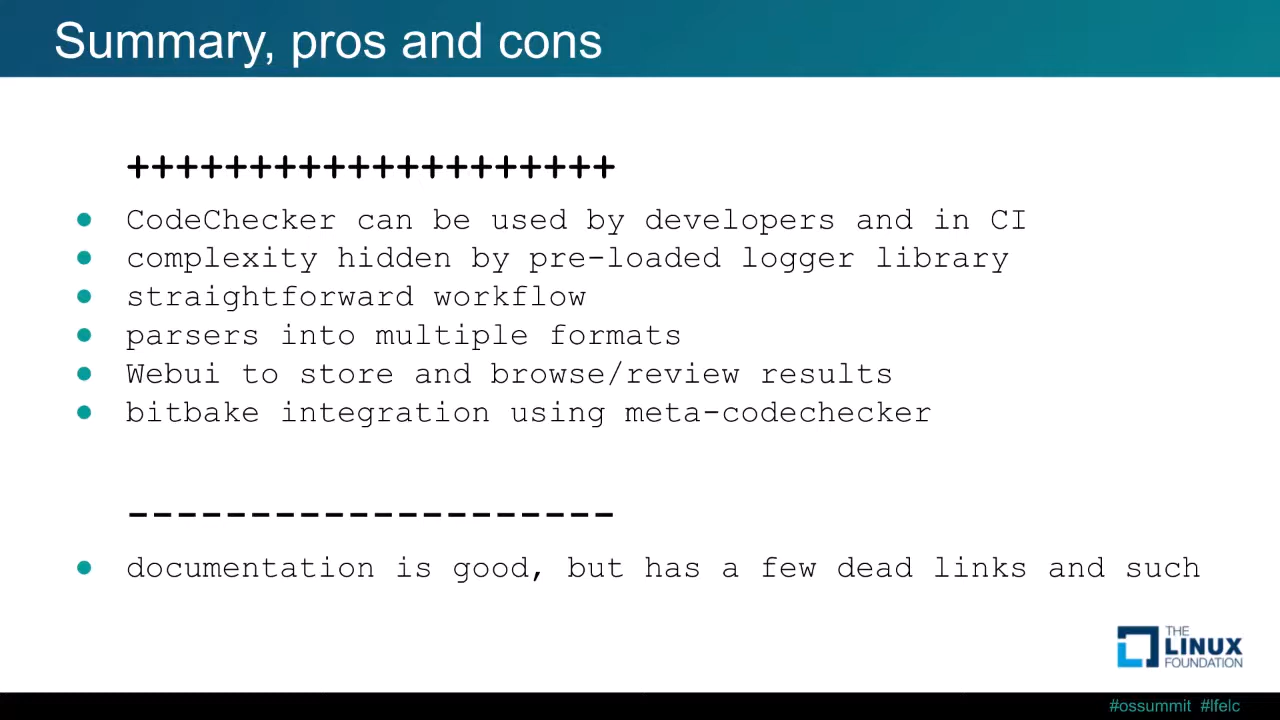 Summary, pros and cons
++++++++++++++++++++
● CodeChecker can be used by developers and in CI
● complexity hidden by pre-loaded logger library
● straightforward workflow
● parsers into multiple formats
● Webui to store and browse/review results
● bitbake integration using meta-codechecker
--------------------
● documentation is good, but has a few dead links and such
THE
LINUX
FOUNDATION
#ossummit #lfelc